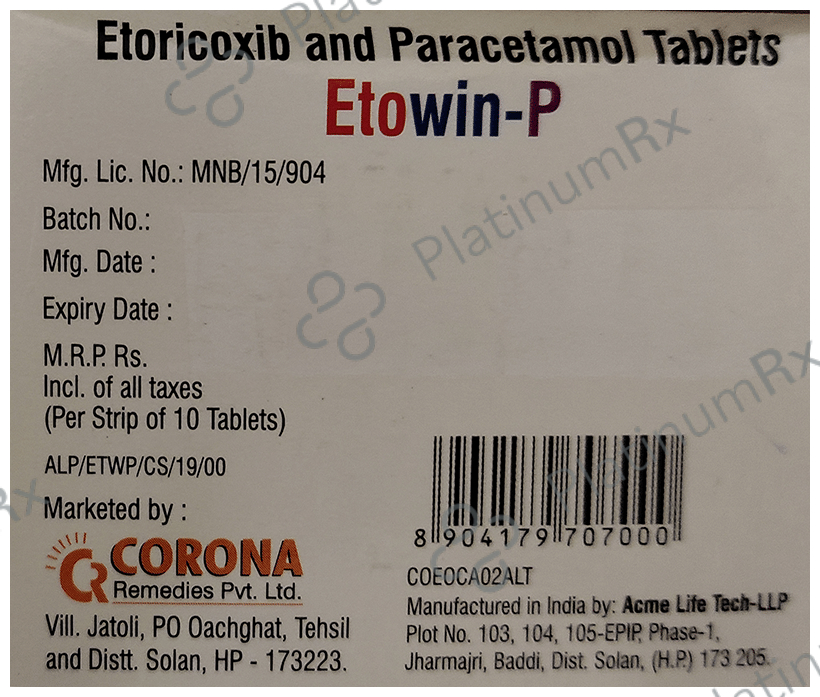 Etoricoxib and Paracetamol Tablets
Etowin-P
Mfg. Lic. No.: MNB/15/904
Batch No.:
Mfg. Date :
Expiry Date :
M.R.P. Rs.
Incl. of all taxes
(Per Strip of 10 Tablets)
ALP/ETWP/CS/19/00
Marketed by :
CORONA
Remedies Pvt. Ltd.
Vill. Jatoli, PO Oachghat, Tehsil
and Distt. Solan, HP - 173223.
8 904179 707000
COEOCA02ALT
Manufactured in India by: Acme Life Tech-LLP
Plot No. 103, 104, 105-EPIP, Phase-1,
Jharmajri, Baddi, Dist. Solan, (H.P.) 173 205.
PlatinumRx
PlatinumRx
PlatinumRx